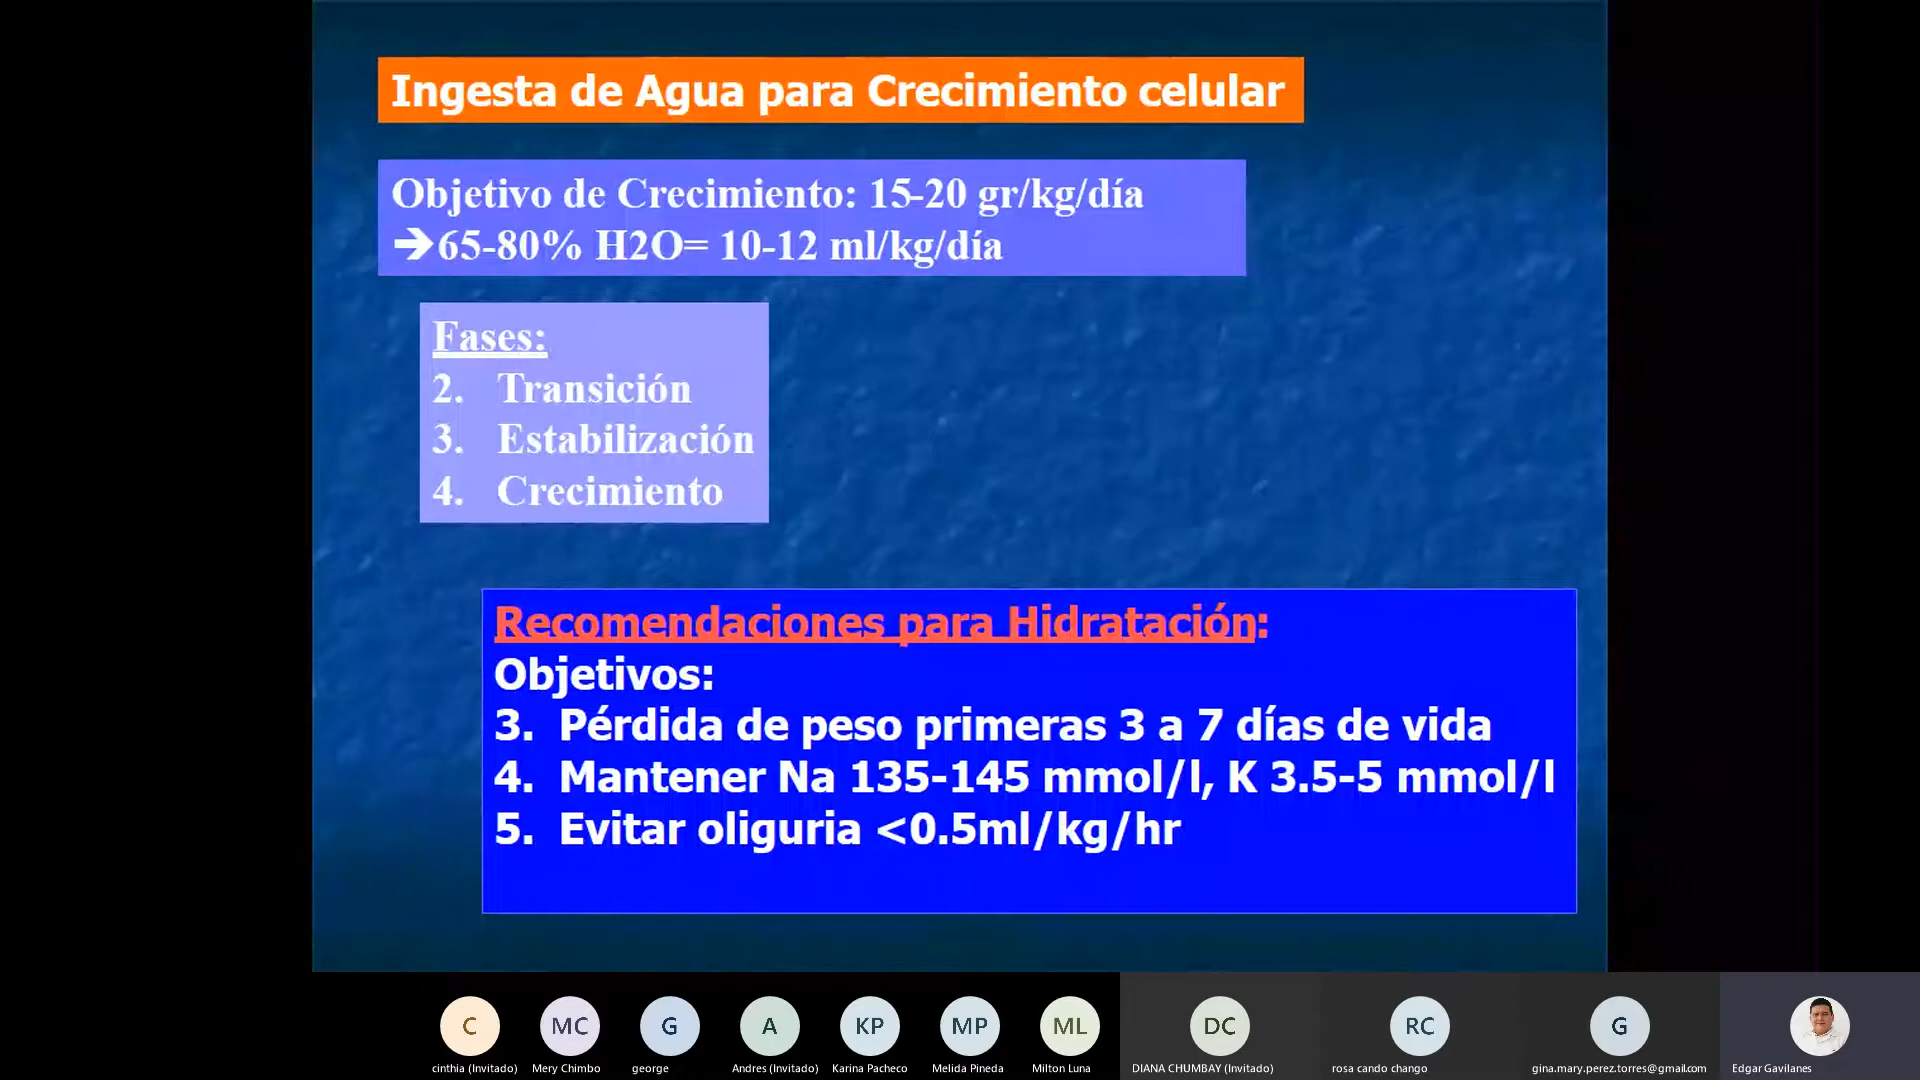 Ingesta de Agua para Crecimiento celular
Objetivo de Crecimiento: 15-20 gr/kg/día
➔65-80% H2O= 10-12 ml/kg/día
Fases:
2. Transición
3. Estabilización
4. Crecimiento
Recomendaciones para Hidratación:
Objetivos:
3. Pérdida de peso primeras 3 a 7 días de vida
4. Mantener Na 135-145 mmol/l, K 3.5-5 mmol/l
5. Evitar oliguria <0.5ml/kg/hr
C MC G A KP MP ML DC RC G
cinthia (Invitado) Mery Chimbo george Andres (Invitado) Karina Pacheco Melida Pineda Milton Luna DIANA CHUMBAY (Invitado) rosa cando chango gina.mary.perez.torres@gmail.com Edgar Gavilanes